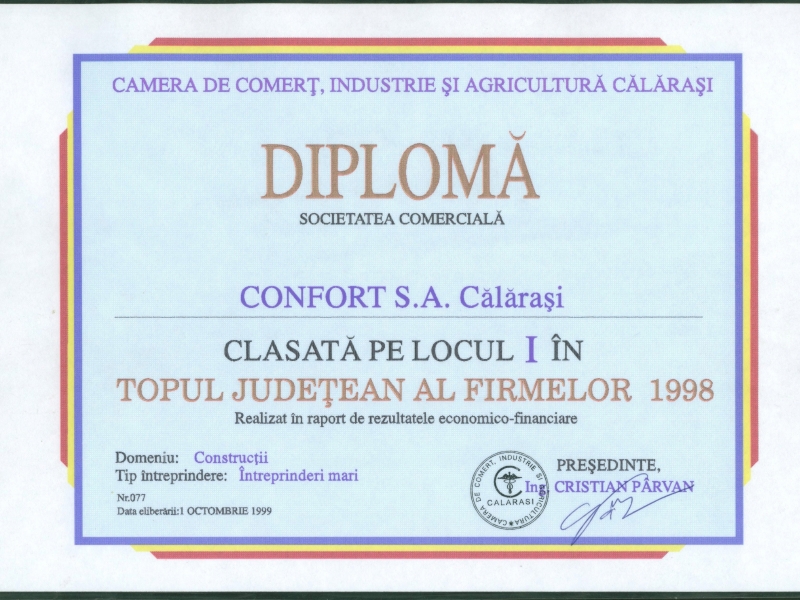 CAMERA DE COMERŢ, INDUSTRIE ŞI AGRICULTURĂ CĂLĂRAŞI
DIPLOMĂ
SOCIETATEA COMERCIALĂ
CONFORT S.A. Călăraşi
CLASATĂ PE LOCUL I ÎN
TOPUL JUDEŢEAN AL FIRMELOR 1998
Realizat în raport de rezultatele economico-financiare
Domeniu: Construcţii
Tip întreprindere: Întreprinderi mari
Nr.077
Data eliberării:1 OCTOMBRIE 1999
CAMERA DE COMERT, INDUSTRIE SI AGRICULTURA
CALARASI
PREŞEDINTE,
Ing. CRISTIAN PÂRVAN